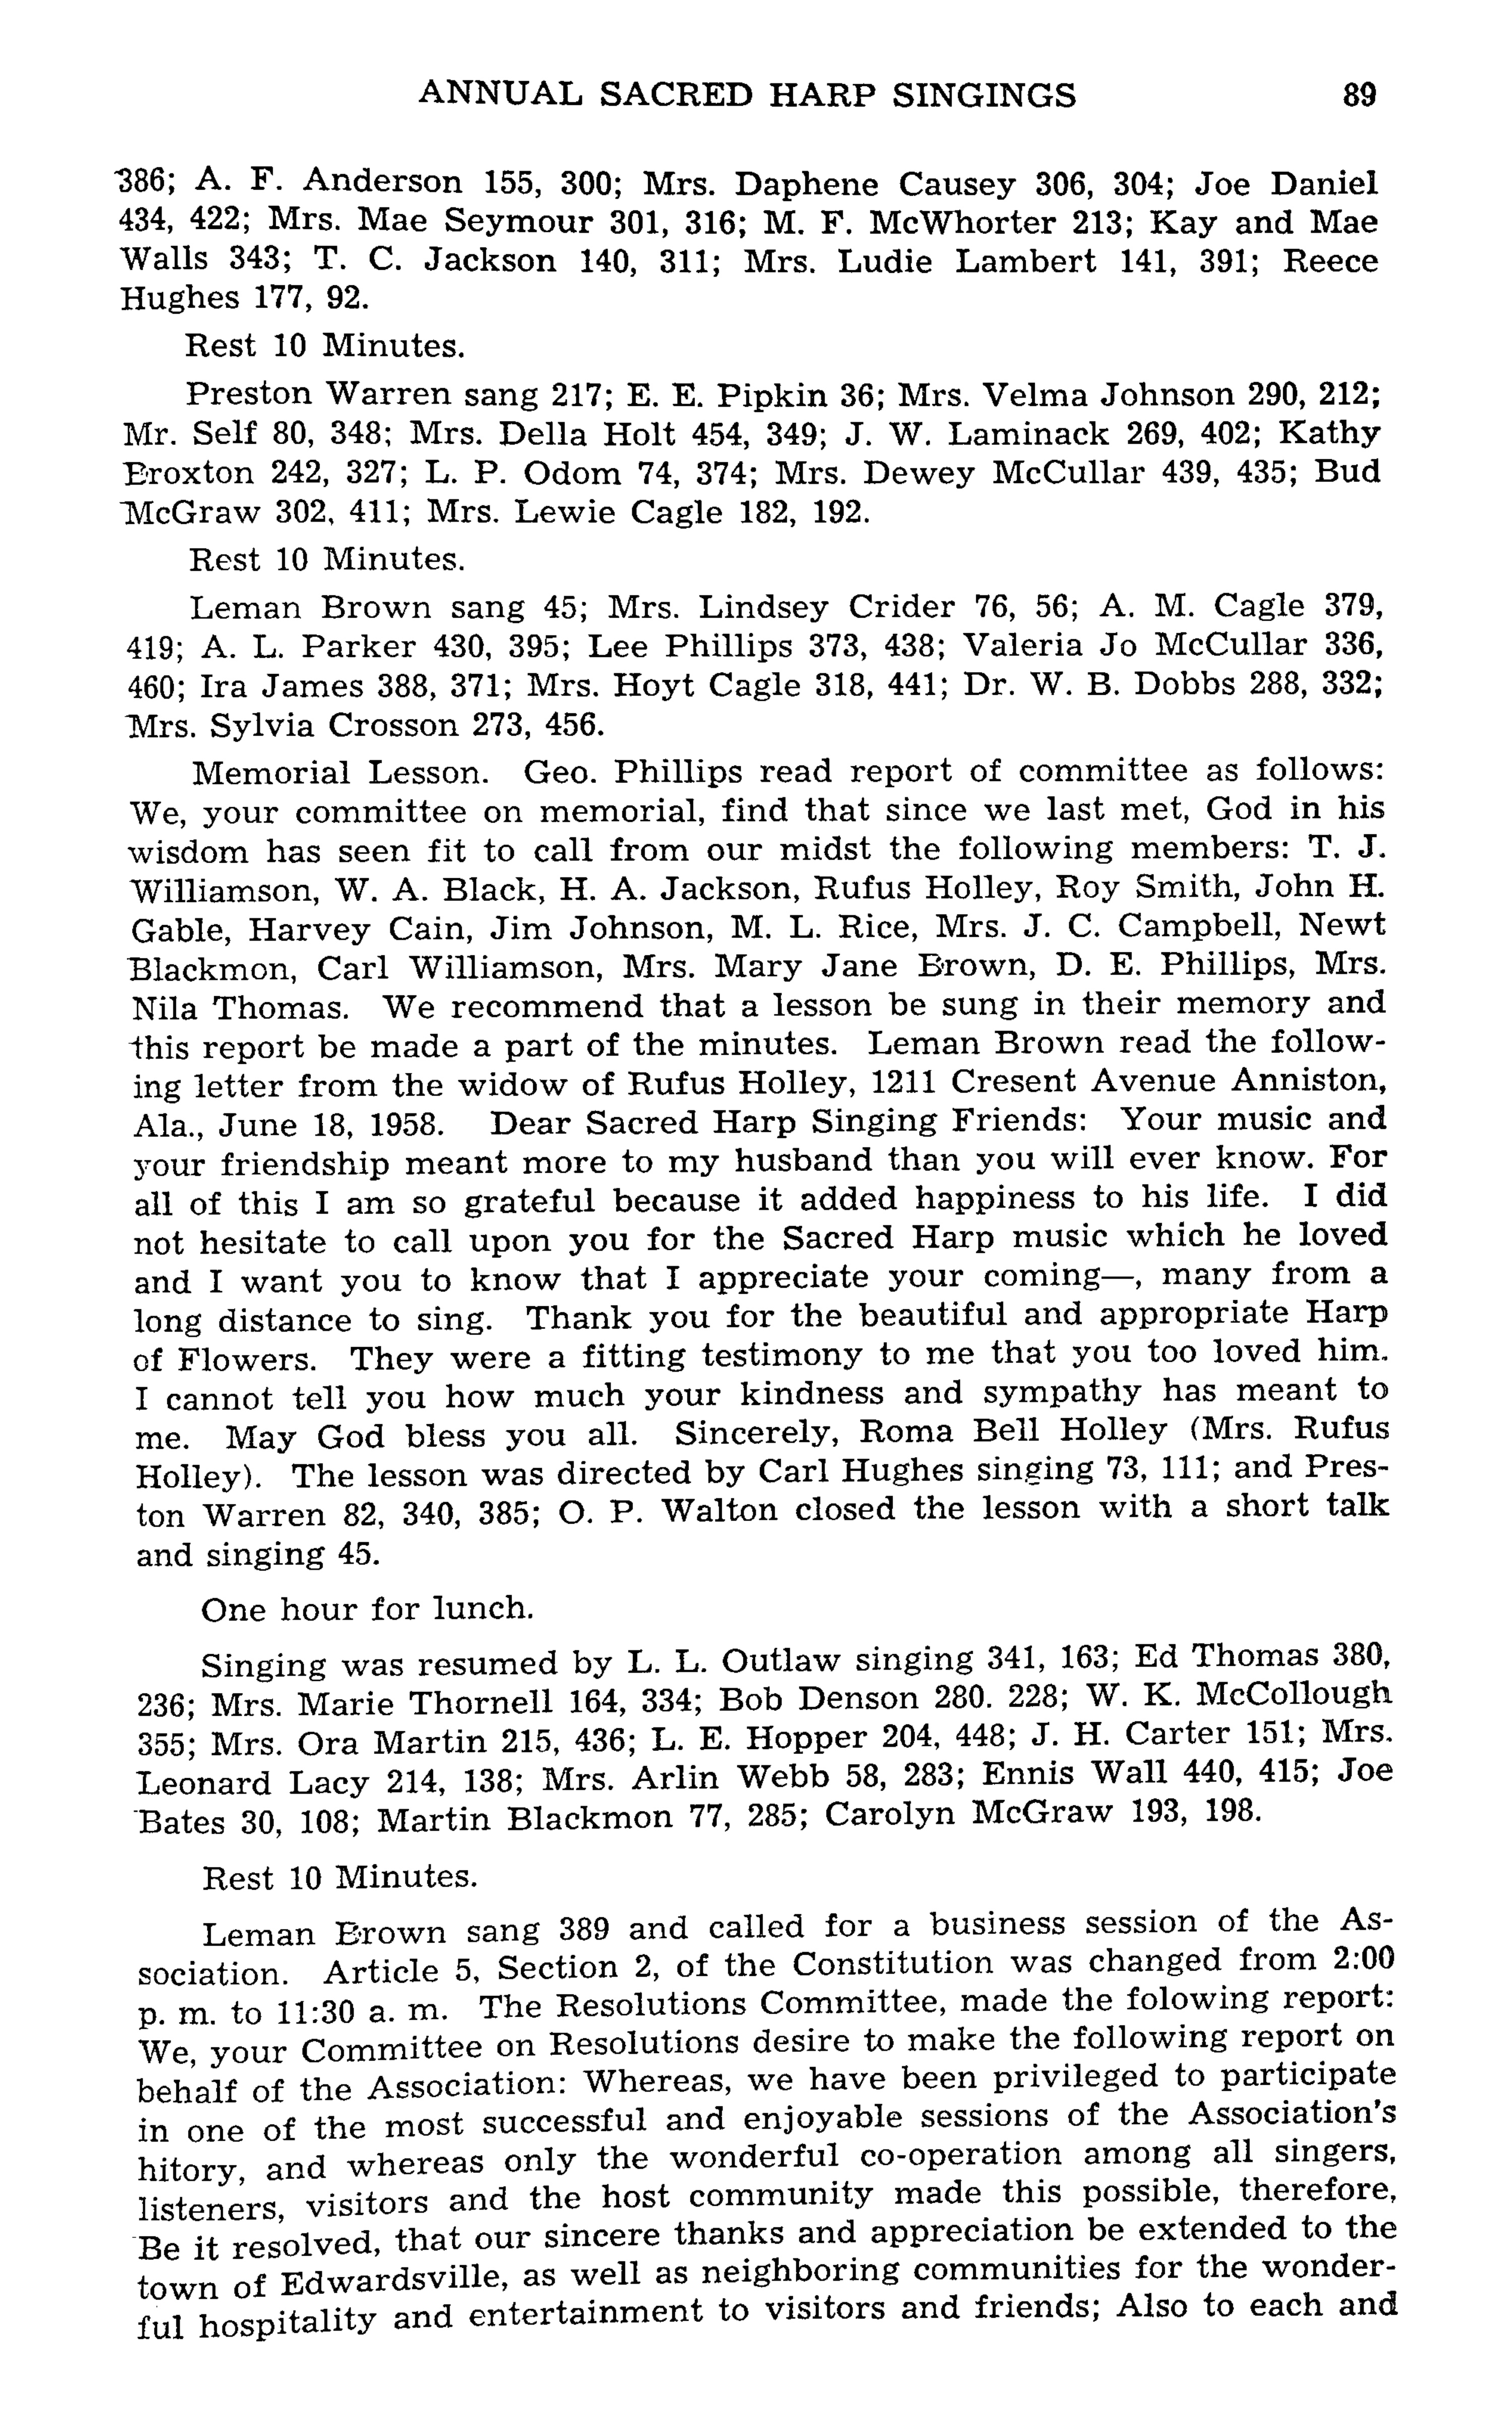 ANNUAL SACRED HARP SINGINGS 89
386; A. F. Anderson 155, 300; Mrs. Daphene Causey 306, 304; Joe Daniel
434, 422; Mrs. Mae Seymour 301, 316; M. F. McWhorter 213; Kay and Mae
Walls 343; T. C. Jackson 140, 311; Mrs. Ludie Lambert 141, 391; Reece
Hughes 177, 92.
Rest 10 Minutes.
Preston Warren sang 217; E. E. Pipkin 36; Mrs. Velma Johnson 290, 212;
Mr. Self 80, 348; Mrs. Della Holt 454, 349; J. W. Laminack 269, 402; Kathy
Broxton 242, 327; L. P. Odom 74, 374; Mrs. Dewey McCullar 439, 435; Bud
McGraw 302, 411; Mrs. Lewie Cagle 182, 192.
Rest 10 Minutes.
Leman Brown sang 45; Mrs. Lindsey Crider 76, 56; A. M. Cagle 379,
419; A. L. Parker 430, 395; Lee Phillips 373, 438; Valeria Jo McCullar 336,
460; Ira James 388, 371; Mrs. Hoyt Cagle 318, 441; Dr. W. B. Dobbs 288, 332;
Mrs. Sylvia Crosson 273, 456.
Memorial Lesson. Geo. Phillips read report of committee as follows:
We, your committee on memorial, find that since we last met, God in his
wisdom has seen fit to call from our midst the following members: T. J.
Williamson, W. A. Black, H. A. Jackson, Rufus Holley, Roy Smith, John H.
Gable, Harvey Cain, Jim Johnson, M. L. Rice, Mrs. J. C. Campbell, Newt
Blackmon, Carl Williamson, Mrs. Mary Jane Brown, D. E. Phillips, Mrs.
Nila Thomas. We recommend that a lesson be sung in their memory and
this report be made a part of the minutes. Leman Brown read the follow-
ing letter from the widow of Rufus Holley, 1211 Cresent Avenue Anniston,
Ala., June 18, 1958. Dear Sacred Harp Singing Friends: Your music and
your friendship meant more to my husband than you will ever know. For
all of this I am so grateful because it added happiness to his life. I did
not hesitate to call upon you for the Sacred Harp music which he loved
and I want you to know that I appreciate your coming—, many from a
long distance to sing. Thank you for the beautiful and appropriate Harp
of Flowers. They were a fitting testimony to me that you too loved him.
I cannot tell you how much your kindness and sympathy has meant to
me. May God bless you all. Sincerely, Roma Bell Holley (Mrs. Rufus
Holley). The lesson was directed by Carl Hughes singing 73, 111; and Pres-
ton Warren 82, 340, 385; O. P. Walton closed the lesson with a short talk
and singing 45.
One hour for lunch.
Singing was resumed by L. L. Outlaw singing 341, 163; Ed Thomas 380,
236; Mrs. Marie Thornell 164, 334; Bob Denson 280. 228; W. K. McCollough
355; Mrs. Ora Martin 215, 436; L. E. Hopper 204, 448; J. H. Carter 151; Mrs.
Leonard Lacy 214, 138; Mrs. Arlin Webb 58, 283; Ennis Wall 440, 415; Joe
Bates 30, 108; Martin Blackmon 77, 285; Carolyn McGraw 193, 198.
Rest 10 Minutes.
Leman Brown sang 389 and called for a business session of the As-
sociation. Article 5, Section 2, of the Constitution was changed from 2:00
p. m. to 11:30 a. m. The Resolutions Committee, made the folowing report:
We, your Committee on Resolutions desire to make the following report on
behalf of the Association: Whereas, we have been privileged to participate
in one of the most successful and enjoyable sessions of the Association's
hitory, and whereas only the wonderful co-operation among all singers,
listeners, visitors and the host community made this possible, therefore,
Be it resolved, that our sincere thanks and appreciation be extended to the
town of Edwardsville, as well as neighboring communities for the wonder-
ful hospitality and entertainment to visitors and friends; Also to each and